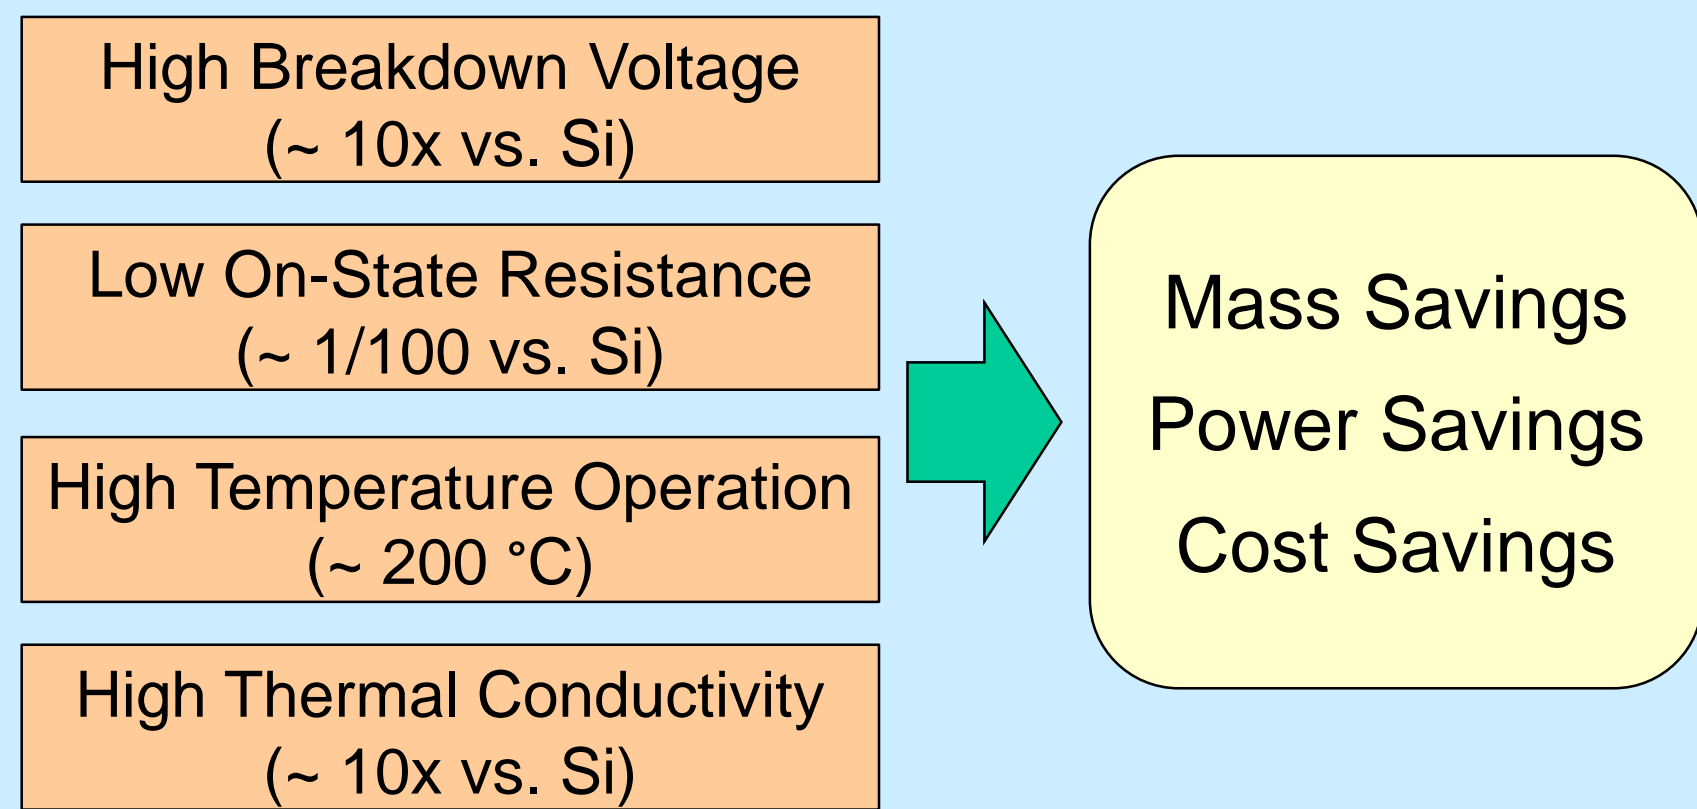 High Breakdown Voltage
(~ 10x vs. Si)
Low On-State Resistance
(~ 1/100 vs. Si)
High Temperature Operation
(~ 200 °C)
High Thermal Conductivity
(~ 10x vs. Si)
Mass Savings
Power Savings
Cost Savings